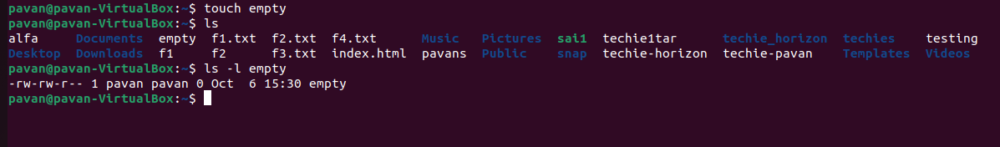 pavan@pavan-VirtualBox:~$ touch empty
pavan@pavan-VirtualBox:~$ ls
alfa Documents empty f1.txt f2.txt f4.txt Music Pictures sai1 techie1tar techie_horizon techies testing
Desktop Downloads f1 f2 f3.txt index.html pavans Public snap techie-horizon techie-pavan Templates Videos
pavan@pavan-VirtualBox:~$ ls -l empty
-rw-rw-r-- 1 pavan pavan 0 Oct  6 15:30 empty
pavan@pavan-VirtualBox:~$